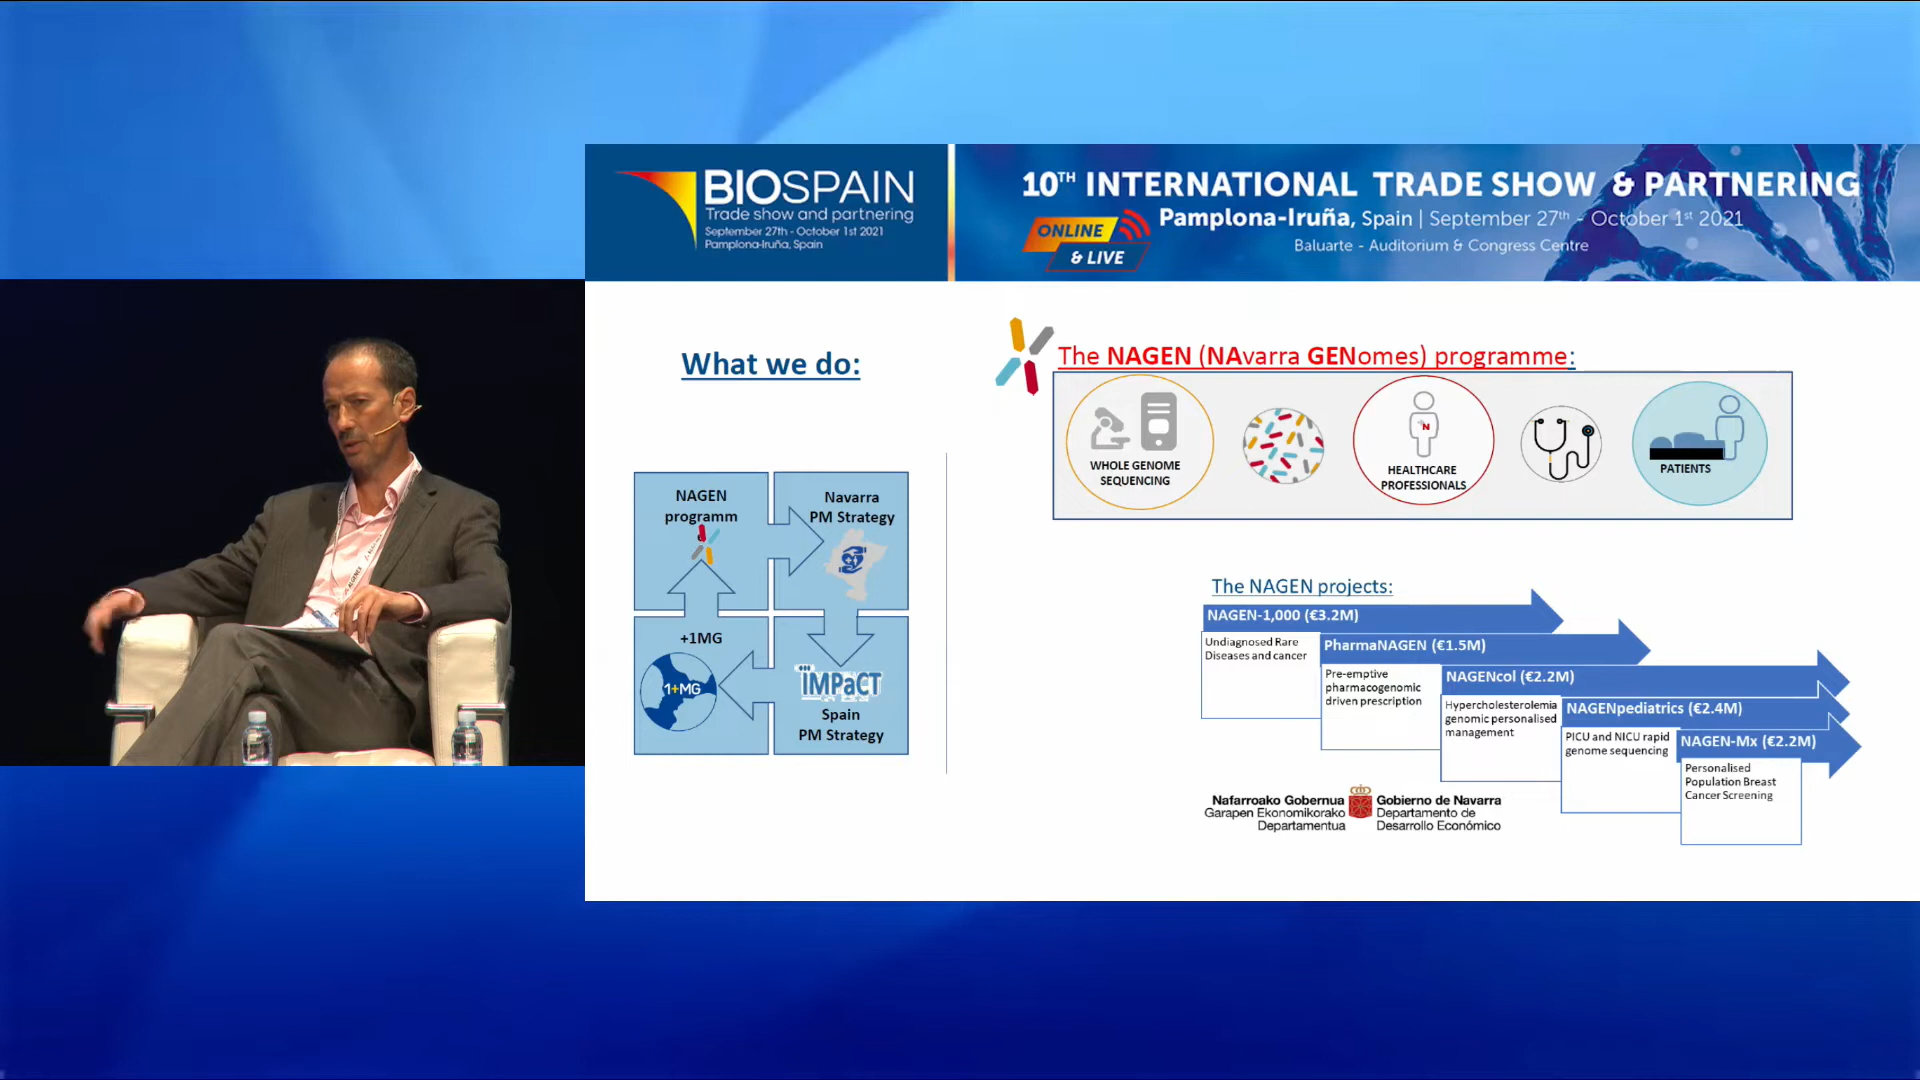 BIOSPAIN
Trade show and partnering
September 27th - October 1st 2021
Pamplona-Iruña, Spain
10TH INTERNATIONAL TRADE SHOW & PARTNERING
ONLINE
& LIVE
Pamplona-Iruña, Spain | September 27th - October 1st 2021
Baluarte - Auditorium & Congress Centre
What we do:
NAGEN
programm
Navarra
PM Strategy
+1MG
1+MG
iMPaCT
Spain
PM Strategy
The NAGEN (NAvarra GENomes) programme:
WHOLE GENOME
SEQUENCING
N
HEALTHCARE
PROFESSIONALS
PATIENTS
The NAGEN projects:
NAGEN-1,000 (€3.2M)
Undiagnosed Rare
Diseases and cancer
PharmaNAGEN (€1.5M)
Pre-emptive
pharmacogenomic
driven prescription
NAGENcol (€2.2M)
Hypercholesterolemia
genomic personalised
management
NAGENpediatrics (€2.4M)
PICU and NICU rapid
genome sequencing
NAGEN-Mx (€2.2M)
Personalised
Population Breast
Cancer Screening
Nafarroako Gobernua
Garapen Ekonomikorako
Departamentua
Gobierno de Navarra
Departamento de
Desarrollo Económico